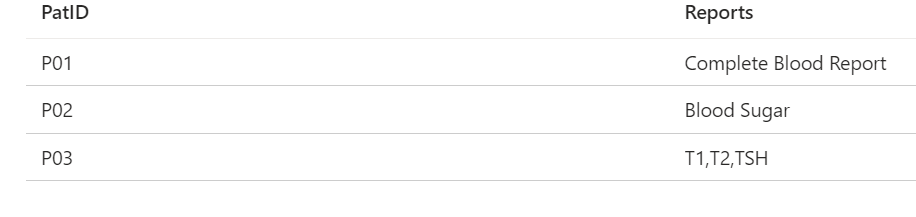 PatID Reports
P01 Complete Blood Report
P02 Blood Sugar
P03 T1,T2,TSH